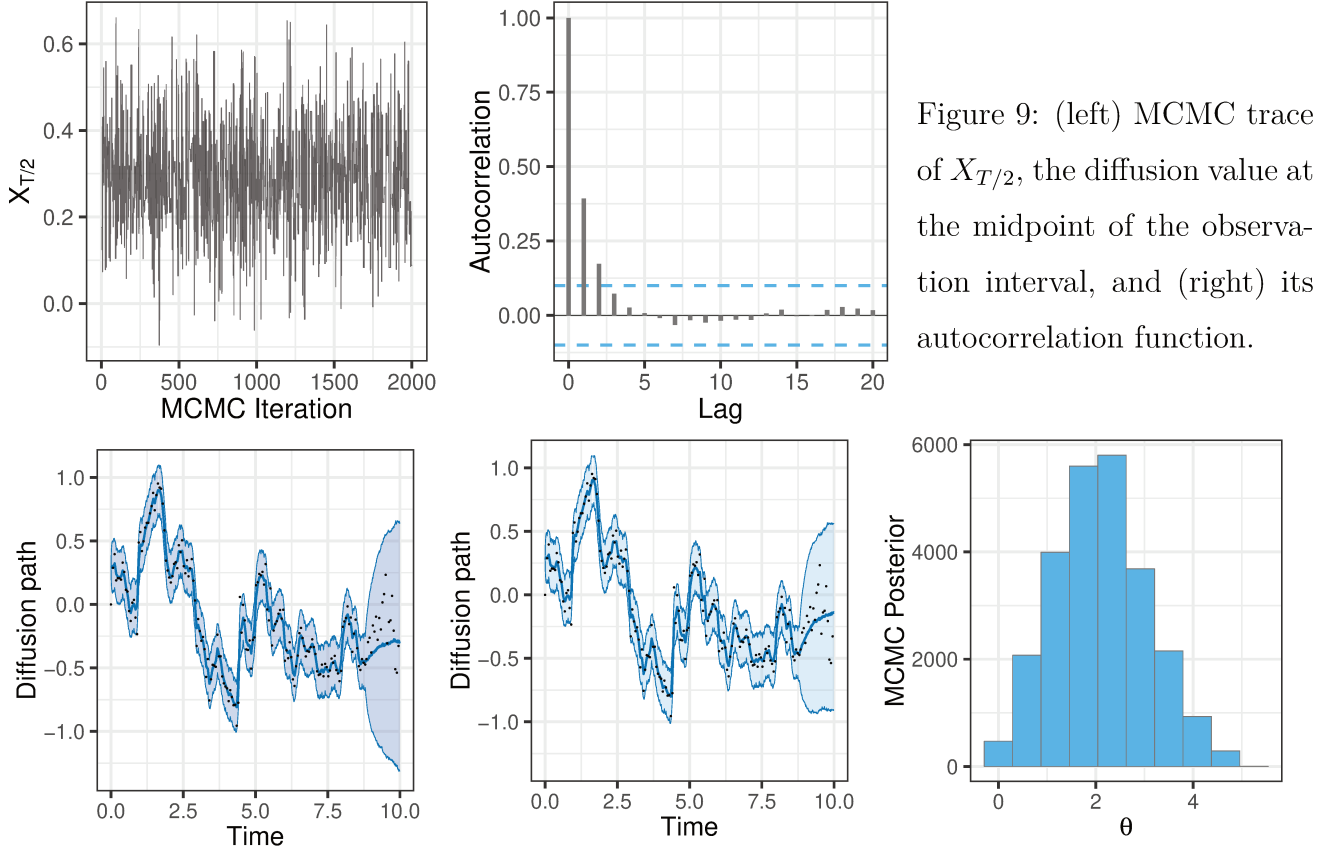 0.6
0.4
0.2
0.0
X_{T/2}
0 500 1000 1500 2000
MCMC Iteration
1.00
0.75
0.50
0.25
0.00
Autocorrelation
0 5 10 15 20
Lag
Figure 9: (left) MCMC trace
of X_{T/2}, the diffusion value at
the midpoint of the observa-
tion interval, and (right) its
autocorrelation function.
1.0
0.5
0.0
−0.5
−1.0
Diffusion path
0.0 2.5 5.0 7.5 10.0
Time
1.0
0.5
0.0
−0.5
−1.0
Diffusion path
0.0 2.5 5.0 7.5 10.0
Time
6000
4000
2000
0
MCMC Posterior
0 2 4
θ